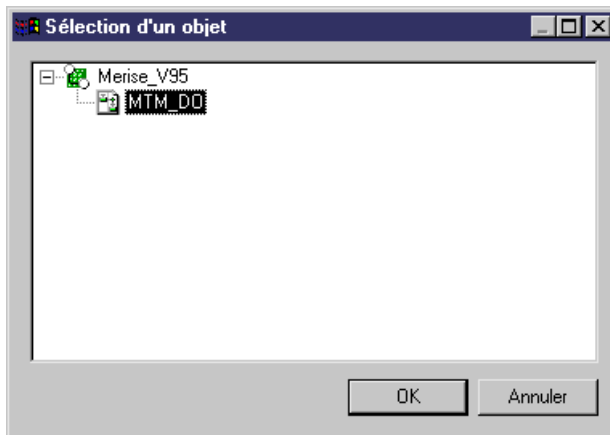 Sélection d'un objet
Merise_V95
MTM_DO
OK
Annuler